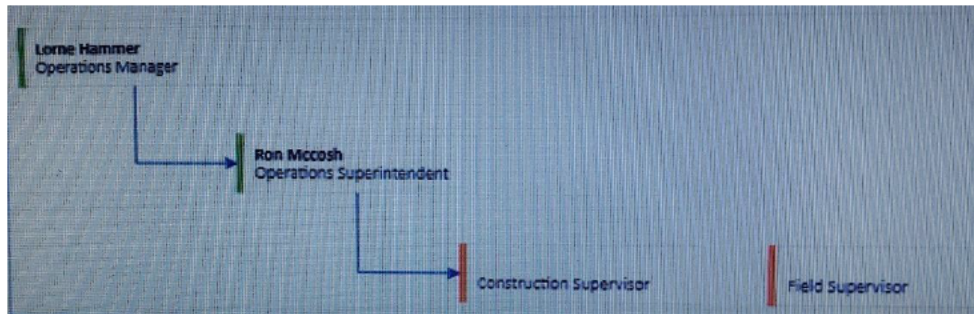 Lorne Hammer
Operations Manager
Ron Mccosh
Operations Superintendent
Construction Supervisor
Field Supervisor